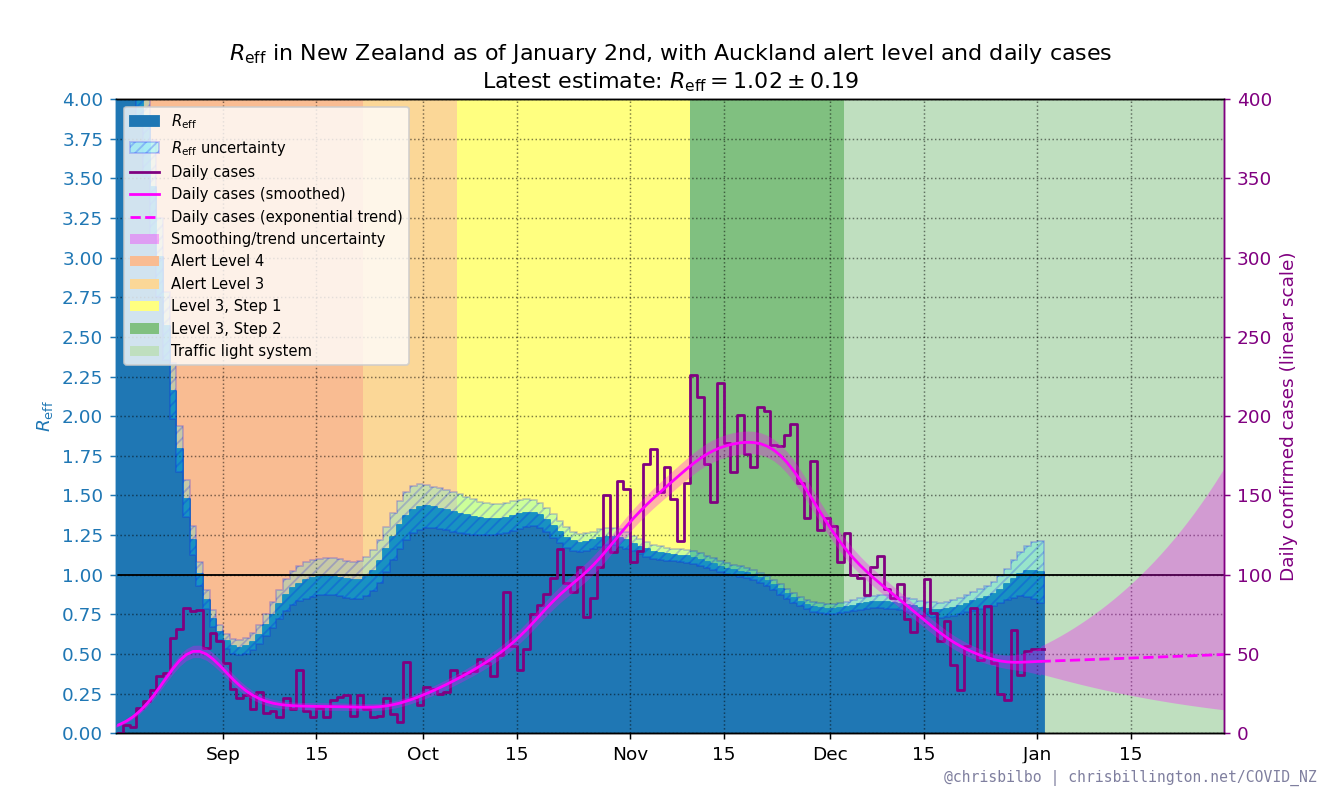 Reff in New Zealand as of January 2nd, with Auckland alert level and daily cases
Latest estimate: Reff = 1.02 ± 0.19
Reff
Reff uncertainty
Daily cases
Daily cases (smoothed)
Daily cases (exponential trend)
Smoothing/trend uncertainty
Alert Level 4
Alert Level 3
Level 3, Step 1
Level 3, Step 2
Traffic light system
4.00
3.75
3.50
3.25
3.00
2.75
2.50
2.25
2.00
1.75
1.50
1.25
1.00
0.75
0.50
0.25
0.00
Reff
400
350
300
250
200
150
100
50
0
Daily confirmed cases (linear scale)
Sep 15 Oct 15 Nov 15 Dec 15 Jan 15
@chrisbilbo | chrisbillington.net/COVID_NZ